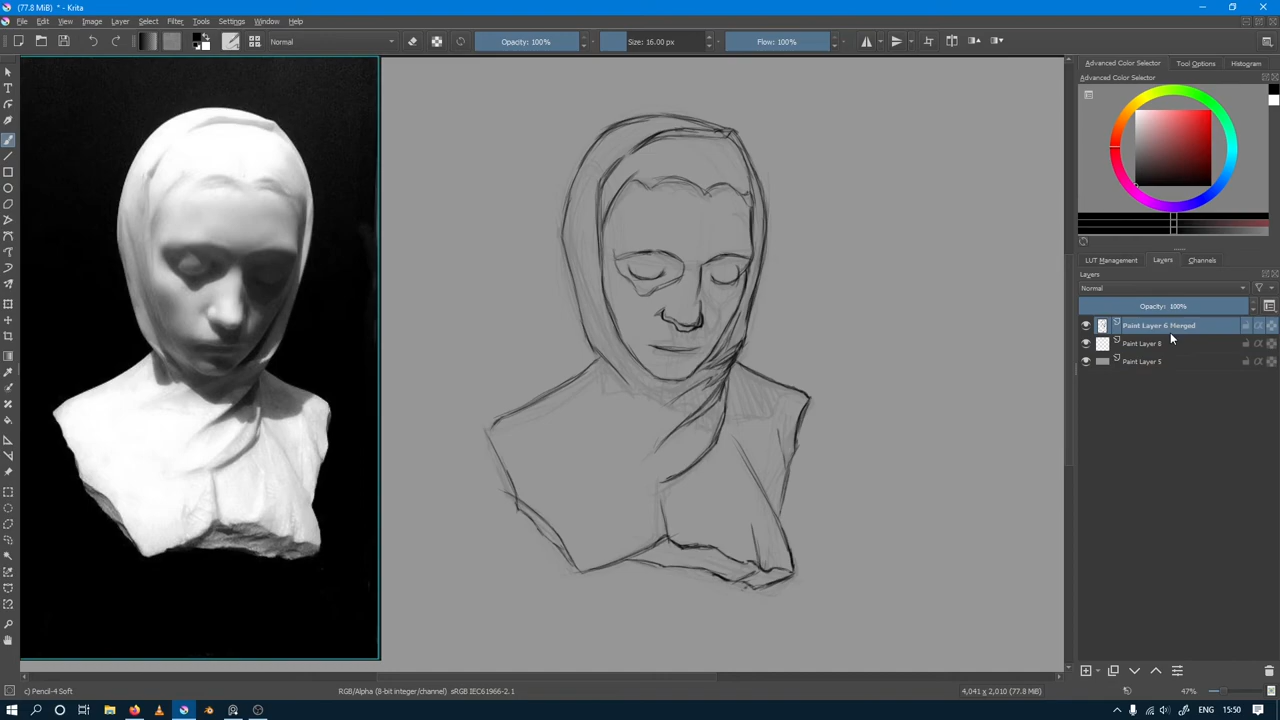 (77.8 MiB) * - Krita
File Edit View Image Layer Select Filter Tools Settings Window Help
Normal
Opacity: 100%
Size: 16.00 px
Flow: 100%
Advanced Color Selector
Tool Options
Histogram
Advanced Color Selector
LUT Management
Layers
Channels
Layers
Normal
Opacity: 100%
Paint Layer 6 Merged
Paint Layer 8
Paint Layer 5
c) Pencil-4 Soft
RGB/Alpha (8-bit integer/channel) sRGB IEC61966-2.1
4,041 x 2,010 (77.8 MiB)
47%
ENG
15:50